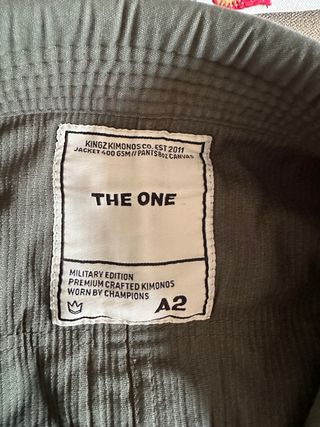 KINGZ KIMONOS CO. EST 2011
JACKET 400 GSM // PANTS 8OZ CANVAS
THE ONE
MILITARY EDITION
PREMIUM CRAFTED KIMONOS
WORN BY CHAMPIONS
A2